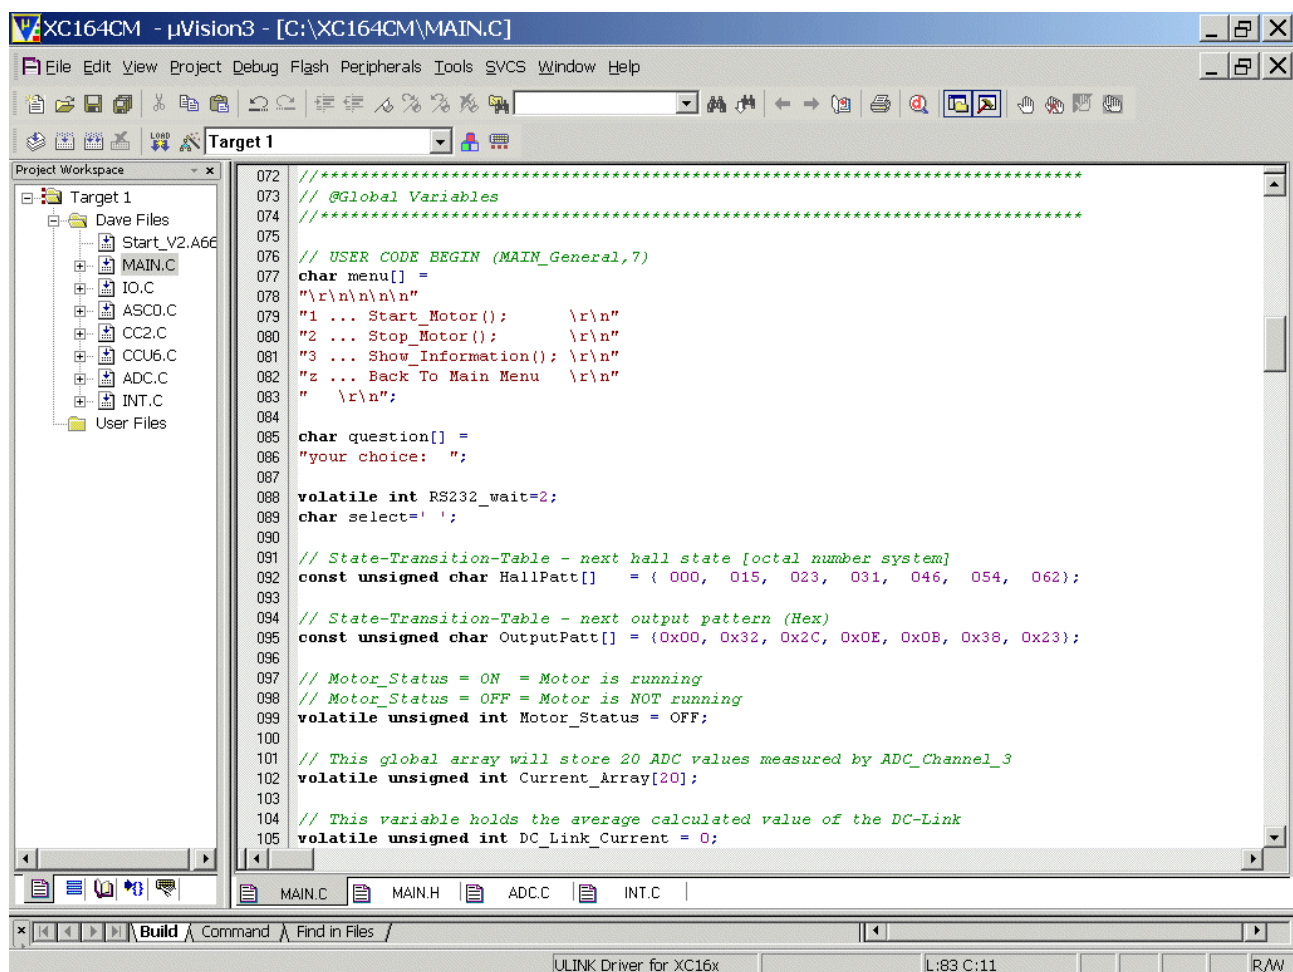 XC164CM - µVision3 - [C:\XC164CM\MAIN.C]
File Edit View Project Debug Flash Peripherals Tools SVCS Window Help
LOAD Target 1
Project Workspace
Target 1
Dave Files
Start_V2.A66
MAIN.C
IO.C
ASC0.C
CC2.C
CCU6.C
ADC.C
INT.C
User Files
072 //****************************************************************************
073 // @Global Variables
074 //****************************************************************************
075
076 // USER CODE BEGIN (MAIN_General,7)
077 char menu[] =
078 "\r\n\n\n\n"
079 "1 ... Start_Motor();      \r\n"
080 "2 ... Stop_Motor();       \r\n"
081 "3 ... Show_Information(); \r\n"
082 "z ... Back To Main Menu   \r\n"
083 "   \r\n";
084
085 char question[] =
086 "your choice:  ";
087
088 volatile int RS232_wait=2;
089 char select=' ';
090
091 // State-Transition-Table - next hall state [octal number system]
092 const unsigned char HallPatt[]   = { 000,  015,  023,  031,  046,  054,  062};
093
094 // State-Transition-Table - next output pattern (Hex)
095 const unsigned char OutputPatt[] = {0x00, 0x32, 0x2C, 0x0E, 0x0B, 0x38, 0x23};
096
097 // Motor_Status = ON  = Motor is running
098 // Motor_Status = OFF = Motor is NOT running
099 volatile unsigned int Motor_Status = OFF;
100
101 // This global array will store 20 ADC values measured by ADC_Channel_3
102 volatile unsigned int Current_Array[20];
103
104 // This variable holds the average calculated value of the DC-Link
105 volatile unsigned int DC_Link_Current = 0;
MAIN.C MAIN.H ADC.C INT.C
Build Command Find in Files
ULINK Driver for XC16x L:83 C:11 R/W